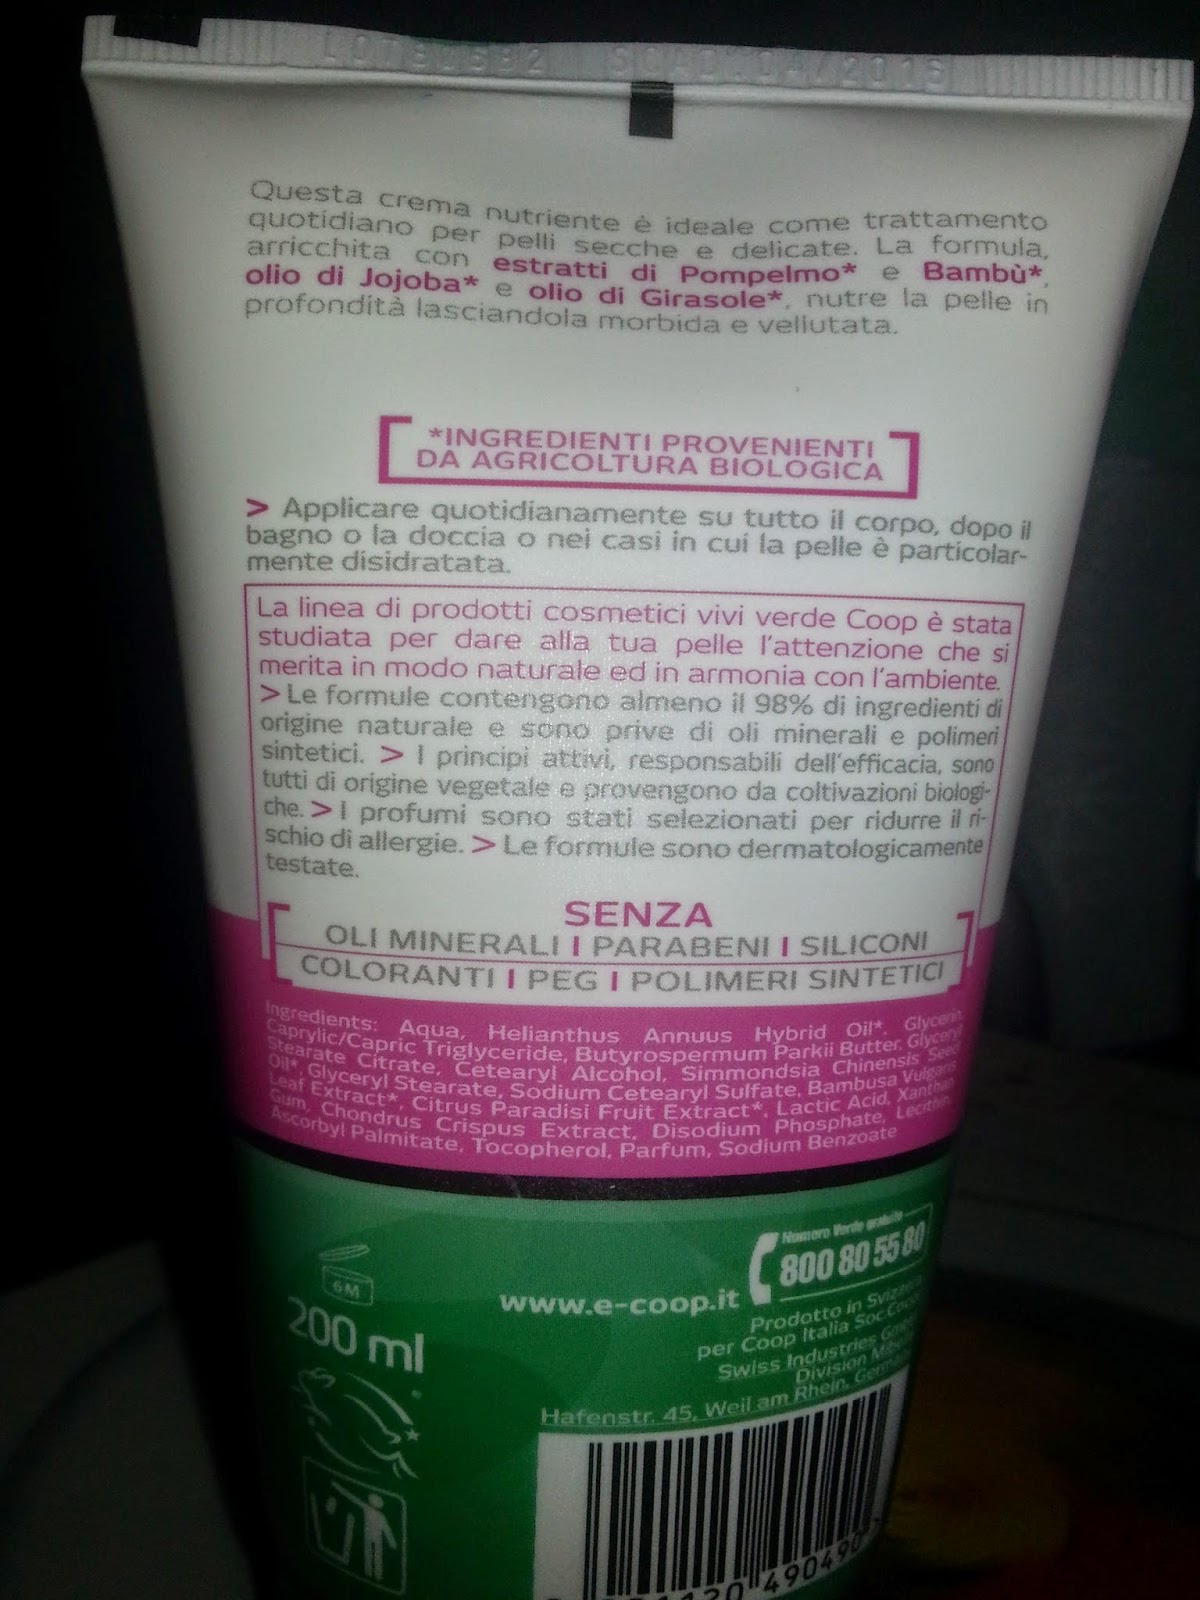 SCAD. 04/2016
Questa crema nutriente è ideale come trattamento
quotidiano per pelli secche e delicate. La formula,
arricchita con estratti di Pompelmo* e Bambù*,
olio di Jojoba* e olio di Girasole*, nutre la pelle in
profondità lasciandola morbida e vellutata.
*INGREDIENTI PROVENIENTI
DA AGRICOLTURA BIOLOGICA
> Applicare quotidianamente su tutto il corpo, dopo il
bagno o la doccia o nei casi in cui la pelle è particolar-
mente disidratata.
La linea di prodotti cosmetici vivi verde Coop è stata
studiata per dare alla tua pelle l'attenzione che si
merita in modo naturale ed in armonia con l'ambiente.
> Le formule contengono almeno il 98% di ingredienti di
origine naturale e sono prive di oli minerali e polimeri
sintetici. > I principi attivi, responsabili dell'efficacia, sono
tutti di origine vegetale e provengono da coltivazioni biologi-
che. > I profumi sono stati selezionati per ridurre il ri-
schio di allergie. > Le formule sono dermatologicamente
testate.
SENZA
OLI MINERALI I PARABENI I SILICONI
COLORANTI I PEG I POLIMERI SINTETICI
Ingredients: Aqua, Helianthus Annuus Hybrid Oil*, Glycerin,
Caprylic/Capric Triglyceride, Butyrospermum Parkii Butter, Glyceryl
Stearate Citrate, Cetearyl Alcohol, Simmondsia Chinensis Seed
Oil*, Glyceryl Stearate, Sodium Cetearyl Sulfate, Bambusa Vulgaris
Leaf Extract*, Citrus Paradisi Fruit Extract*, Lactic Acid, Xanthan
Gum, Chondrus Crispus Extract, Disodium Phosphate, Lecithin,
Ascorbyl Palmitate, Tocopherol, Parfum, Sodium Benzoate
Numero Verde gratuito
800 80 55 80
www.e-coop.it
6M
200 ml
Prodotto in Svizzera
per Coop Italia Soc.Coop
Swiss Industries
Division
Hafenstr. 45, Weil am Rhein,
490490